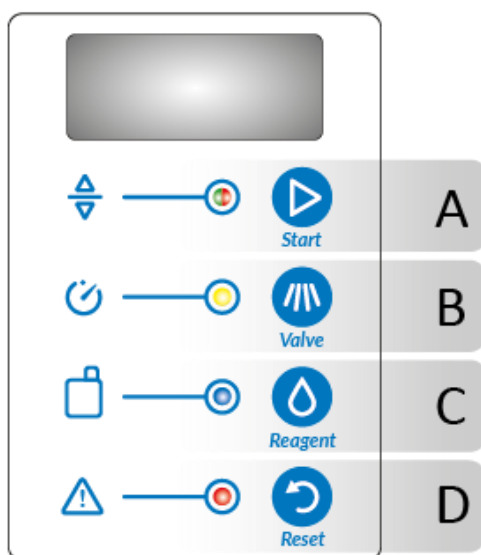 Start
A
Valve
B
Reagent
C
Reset
D